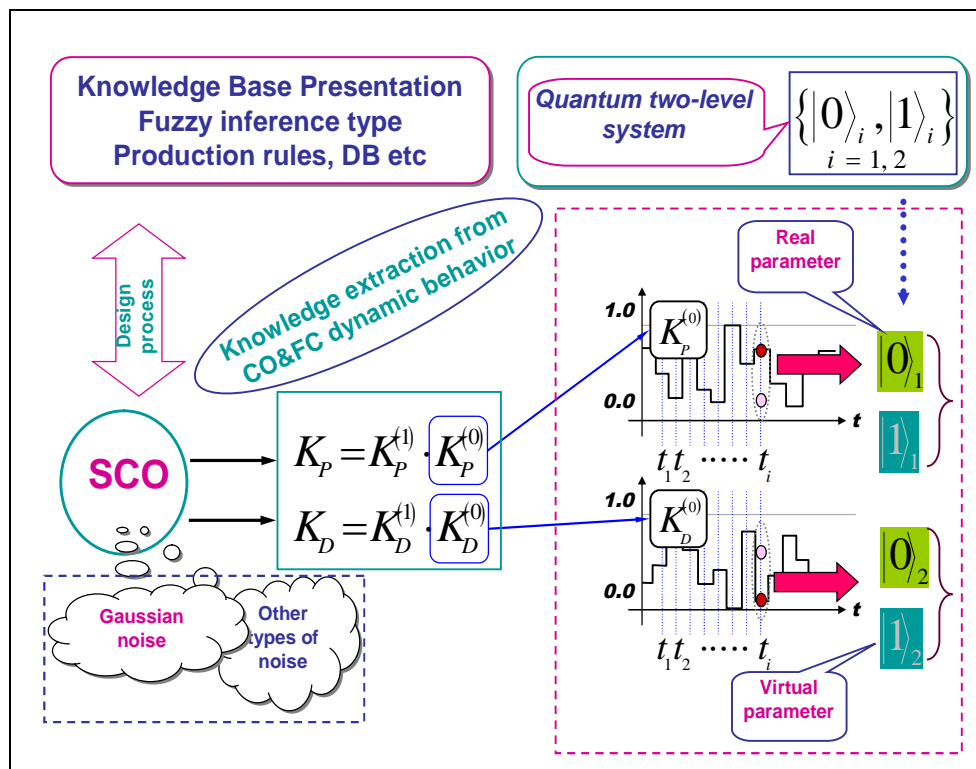 Knowledge Base Presentation
Fuzzy inference type
Production rules, DB etc
Quantum two-level
system
{|0⟩_i ,|1⟩_i}
i = 1, 2
Design
process
Knowledge extraction from
CO&FC dynamic behavior
Real
parameter
1.0
K_P^(0)
0.0
t
t_1 t_2 ····· t_i
|0⟩_1
|1⟩_1
SCO
K_P = K_P^(1) · K_P^(0)
K_D = K_D^(1) · K_D^(0)
1.0
K_D^(0)
0.0
t
t_1 t_2 ····· t_i
|0⟩_2
|1⟩_2
Gaussian
noise
Other
types of
noise
Virtual
parameter